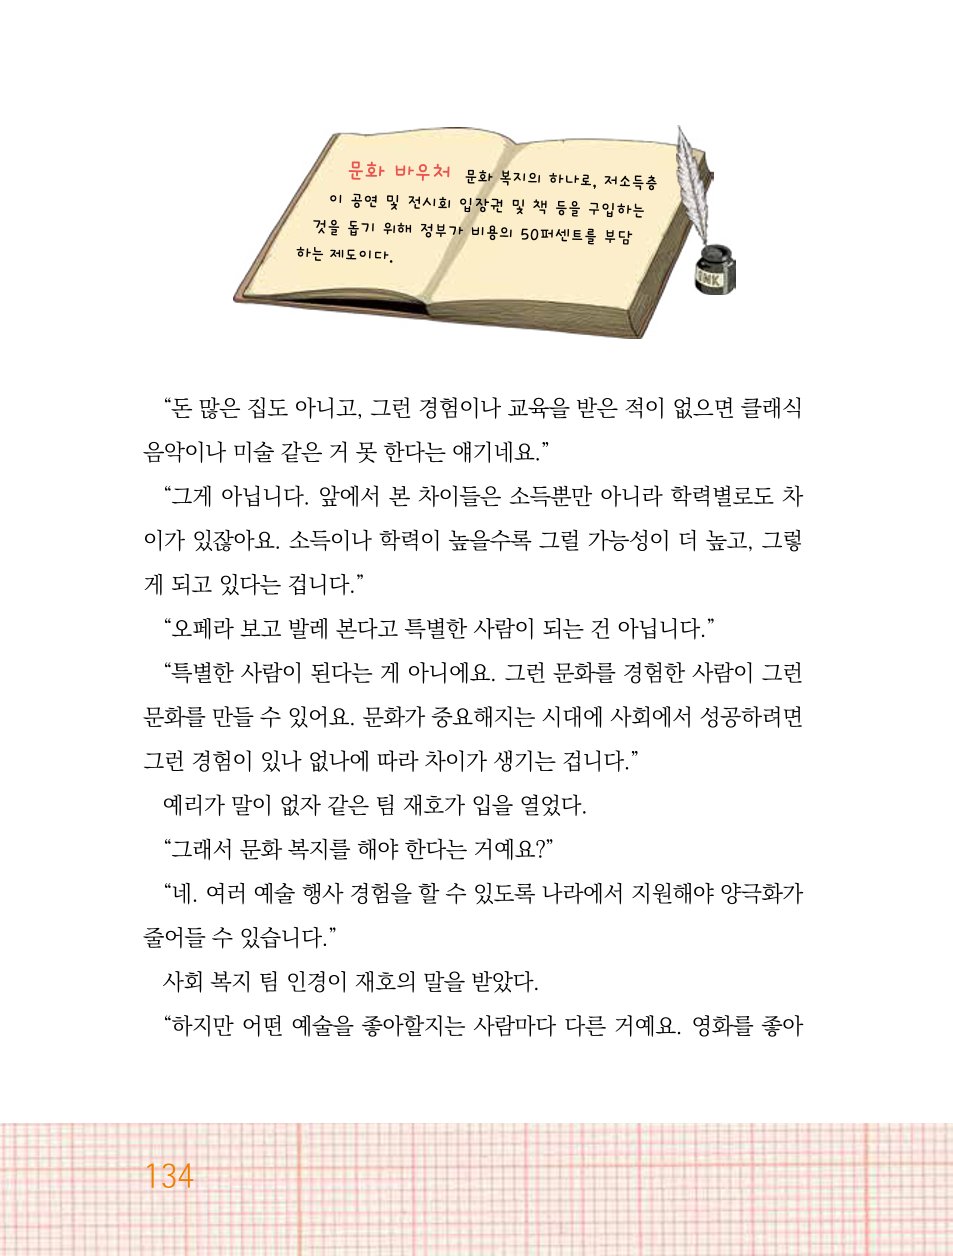 문화 바우처 문화 복지의 하나로, 저소득층
이 공연 및 전시회 입장권 및 책 등을 구입하는
것을 돕기 위해 정부가 비용의 50퍼센트를 부담
하는 제도이다.
INK
“돈 많은 집도 아니고, 그런 경험이나 교육을 받은 적이 없으면 클래식
음악이나 미술 같은 거 못 한다는 얘기네요.”
“그게 아닙니다. 앞에서 본 차이들은 소득뿐만 아니라 학력별로도 차
이가 있잖아요. 소득이나 학력이 높을수록 그럴 가능성이 더 높고, 그렇
게 되고 있다는 겁니다.”
“오페라 보고 발레 본다고 특별한 사람이 되는 건 아닙니다.”
“특별한 사람이 된다는 게 아니에요. 그런 문화를 경험한 사람이 그런
문화를 만들 수 있어요. 문화가 중요해지는 시대에 사회에서 성공하려면
그런 경험이 있나 없나에 따라 차이가 생기는 겁니다.”
예리가 말이 없자 같은 팀 재호가 입을 열었다.
“그래서 문화 복지를 해야 한다는 거예요?”
“네. 여러 예술 행사 경험을 할 수 있도록 나라에서 지원해야 양극화가
줄어들 수 있습니다.”
사회 복지 팀 인경이 재호의 말을 받았다.
“하지만 어떤 예술을 좋아할지는 사람마다 다른 거예요. 영화를 좋아
134